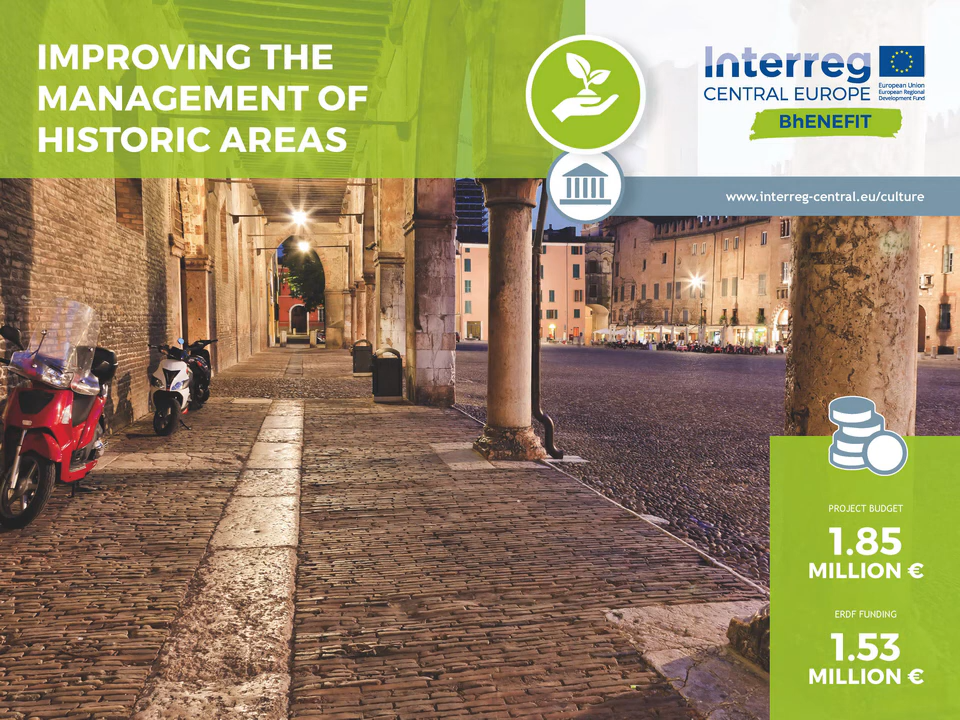 IMPROVING THE
MANAGEMENT OF
HISTORIC AREAS
Interreg
CENTRAL EUROPE
European Union
European Regional
Development Fund
BhENEFIT
www.interreg-central.eu/culture
PROJECT BUDGET
1.85
MILLION €
ERDF FUNDING
1.53
MILLION €